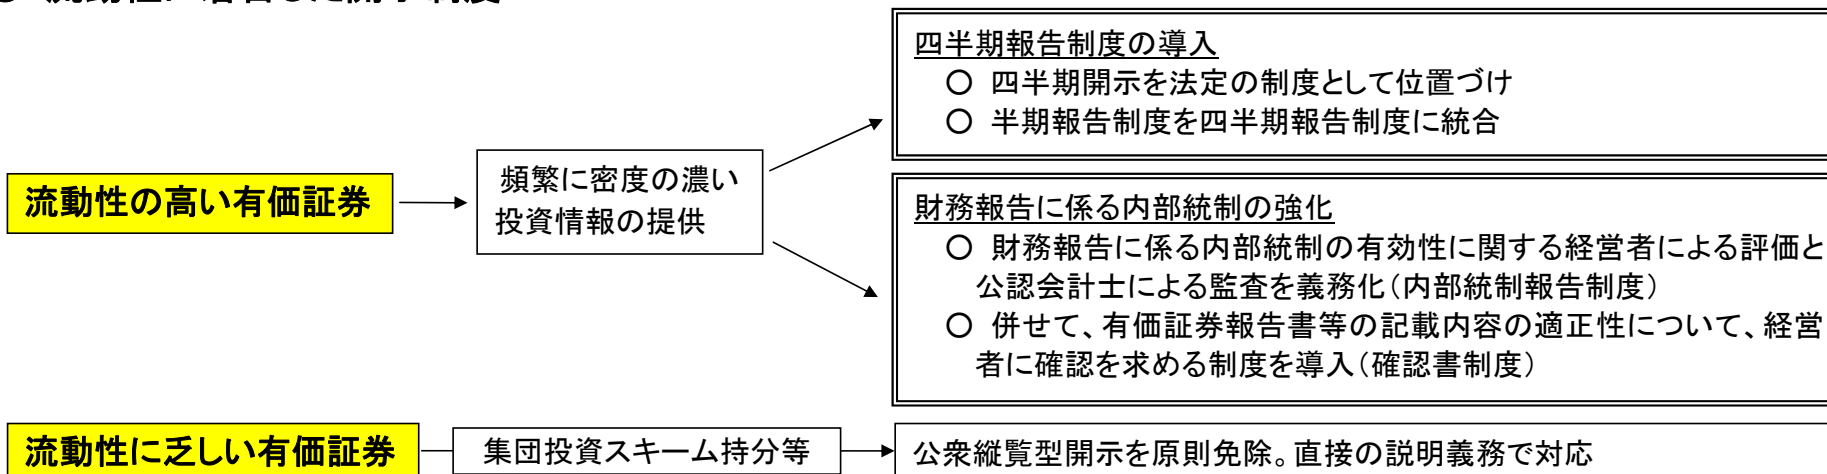 流動性の高い有価証券
頻繁に密度の濃い
投資情報の提供
四半期報告制度の導入
○ 四半期開示を法定の制度として位置づけ
○ 半期報告制度を四半期報告制度に統合
財務報告に係る内部統制の強化
○ 財務報告に係る内部統制の有効性に関する経営者による評価と
公認会計士による監査を義務化（内部統制報告制度）
○ 併せて、有価証券報告書等の記載内容の適正性について、経営
者に確認を求める制度を導入（確認書制度）
流動性に乏しい有価証券
集団投資スキーム持分等
公衆縦覧型開示を原則免除。直接の説明義務で対応